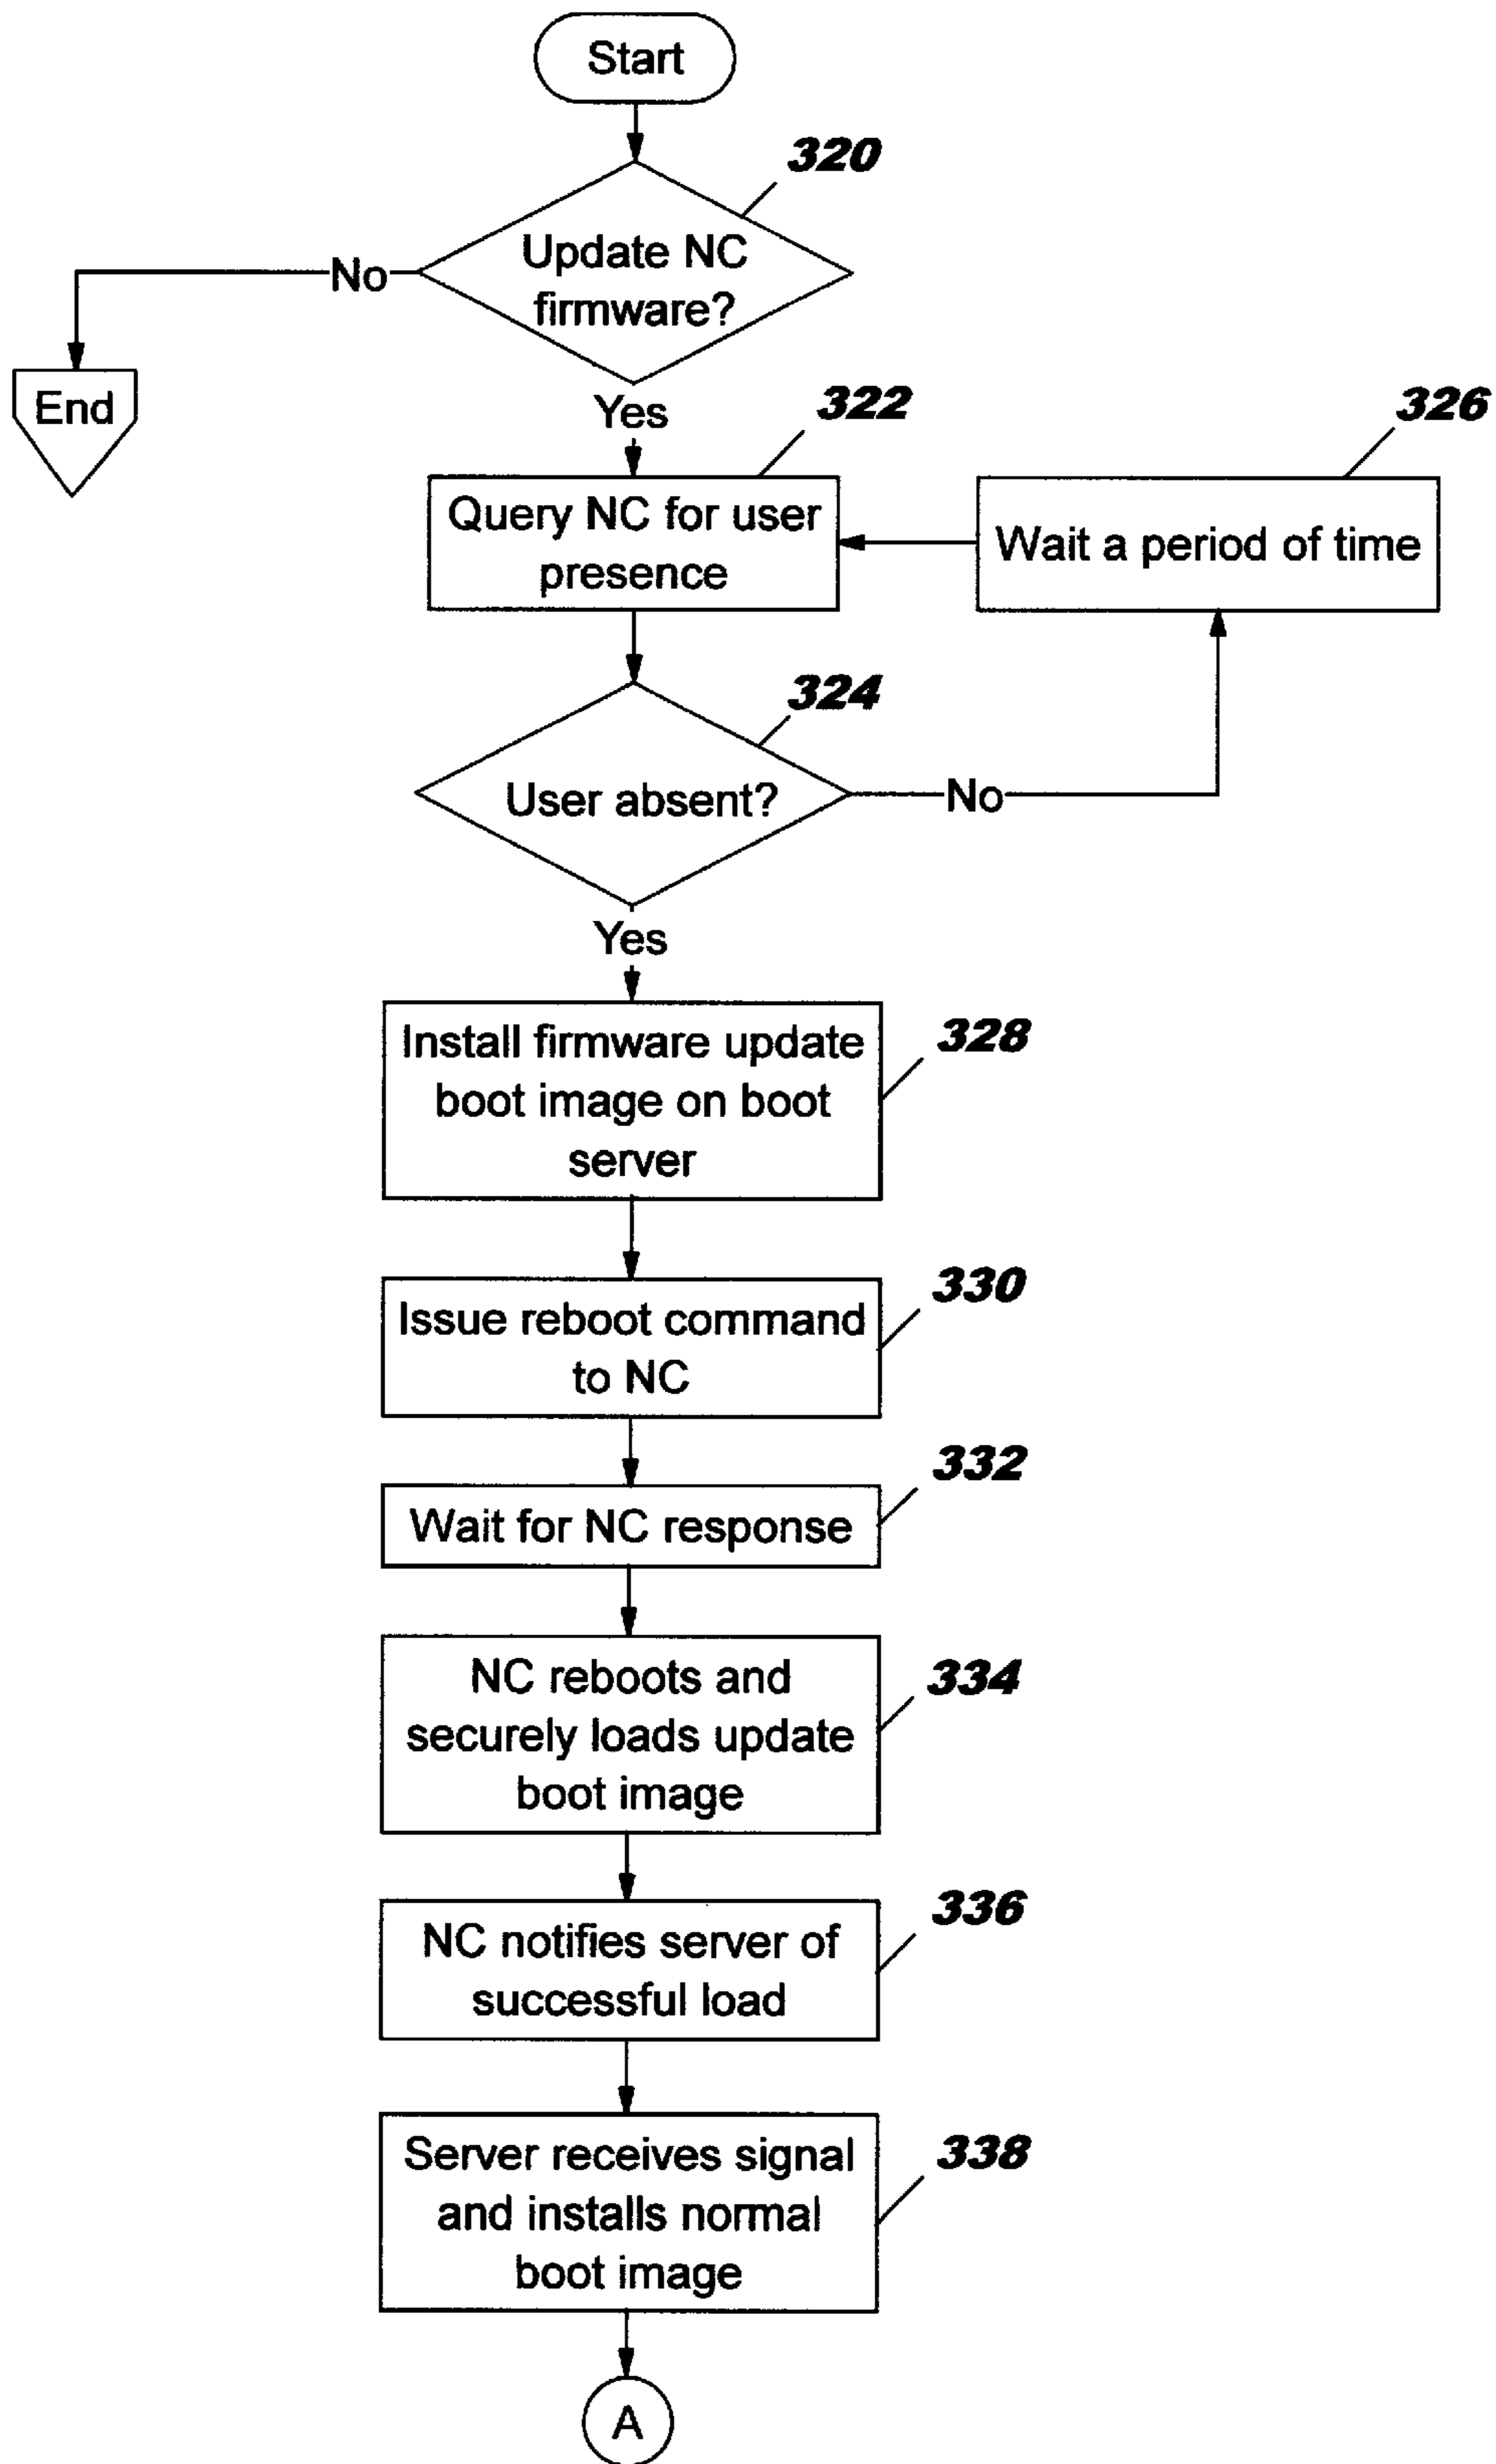 Start
320
Update NC
firmware?
No
End
Yes
322
326
Query NC for user
presence
Wait a period of time
324
User absent?
No
Yes
328
Install firmware update
boot image on boot
server
330
Issue reboot command
to NC
332
Wait for NC response
334
NC reboots and
securely loads update
boot image
336
NC notifies server of
successful load
338
Server receives signal
and installs normal
boot image
A